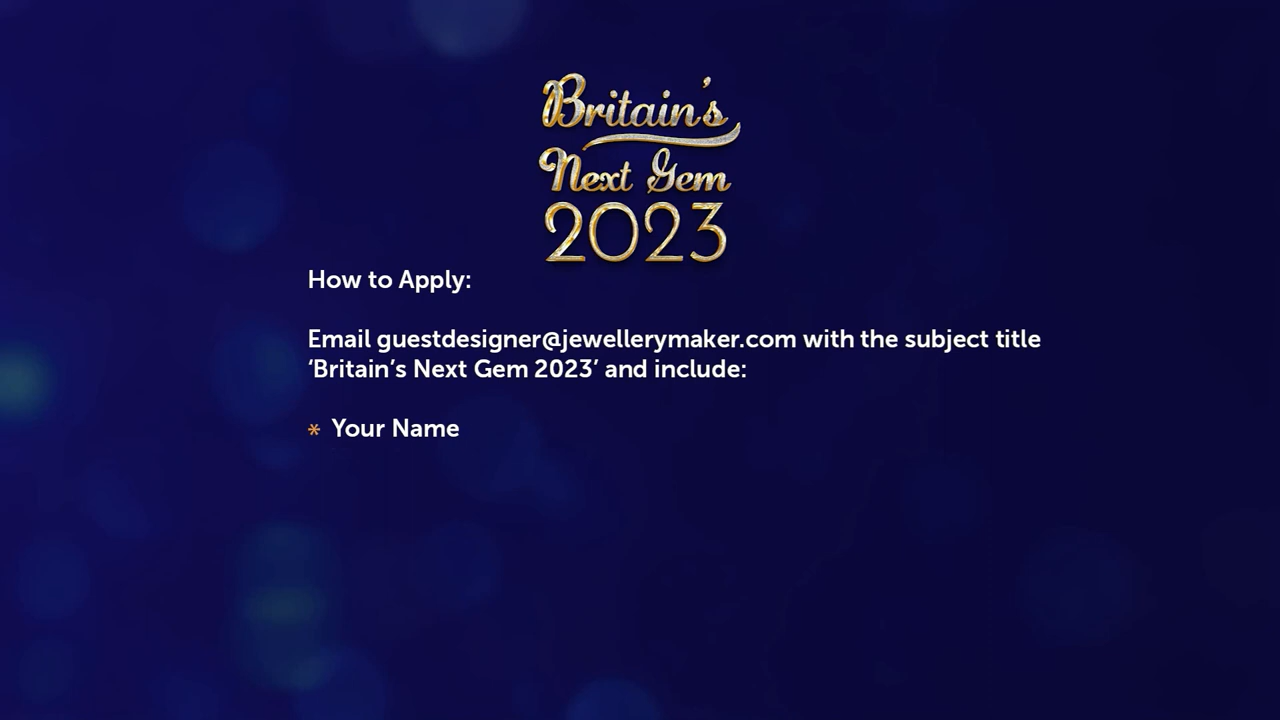 Britain's
Next Gem
2023
How to Apply:
Email guestdesigner@jewellerymaker.com with the subject title
‘Britain’s Next Gem 2023’ and include:
* Your Name